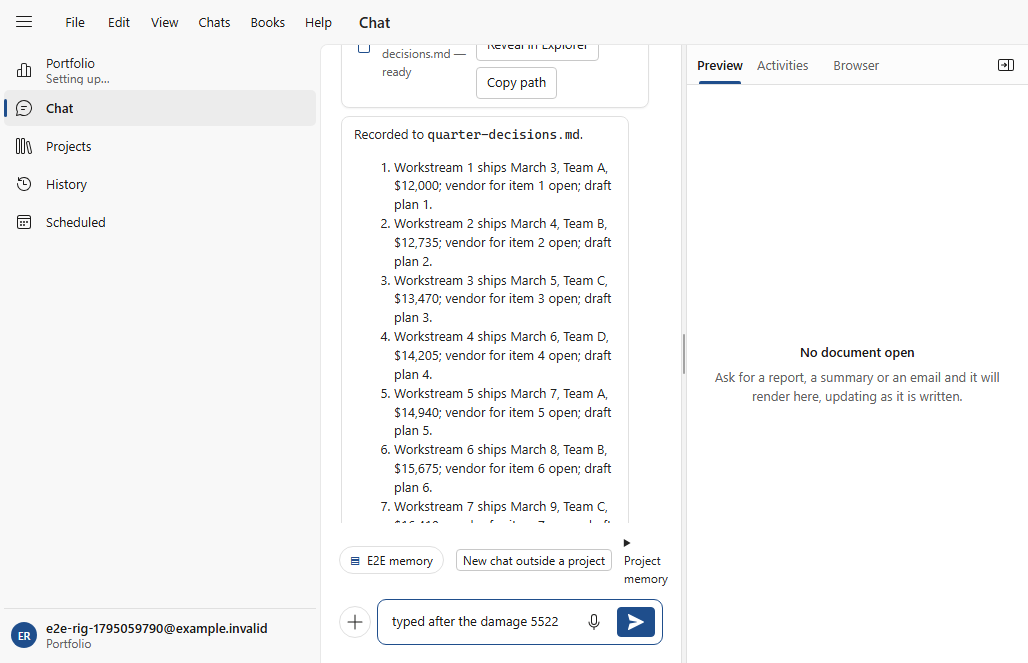 File Edit View Chats Books Help Chat
Portfolio
Setting up...
Chat
Projects
History
Scheduled
e2e-rig-1795059790@example.invalid
ER
Portfolio
decisions.md —
ready
Reveal in Explorer
Copy path
Recorded to quarter-decisions.md.
1. Workstream 1 ships March 3, Team A,
$12,000; vendor for item 1 open; draft
plan 1.
2. Workstream 2 ships March 4, Team B,
$12,735; vendor for item 2 open; draft
plan 2.
3. Workstream 3 ships March 5, Team C,
$13,470; vendor for item 3 open; draft
plan 3.
4. Workstream 4 ships March 6, Team D,
$14,205; vendor for item 4 open; draft
plan 4.
5. Workstream 5 ships March 7, Team A,
$14,940; vendor for item 5 open; draft
plan 5.
6. Workstream 6 ships March 8, Team B,
$15,675; vendor for item 6 open; draft
plan 6.
7. Workstream 7 ships March 9, Team C,
E2E memory
New chat outside a project
Project
memory
typed after the damage 5522
Preview Activities Browser
No document open
Ask for a report, a summary or an email and it will
render here, updating as it is written.